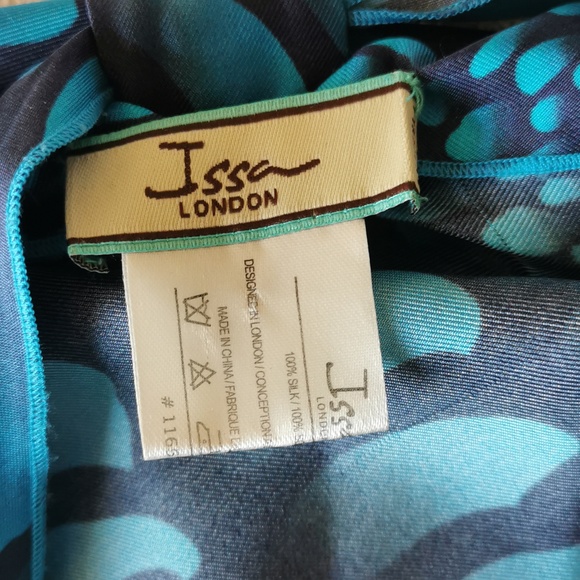 Issa
LONDON
Issa
LONDON
100% SILK / 100%
DESIGNED IN LONDON / CONCEPTION
MADE IN CHINA / FABRIQUE
# 116